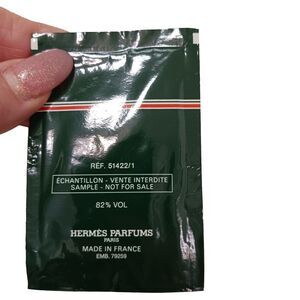 RÉF. 51422/1
ÉCHANTILLON - VENTE INTERDITE
SAMPLE - NOT FOR SALE
82% VOL
HERMÈS PARFUMS
PARIS
MADE IN FRANCE
EMB. 79259